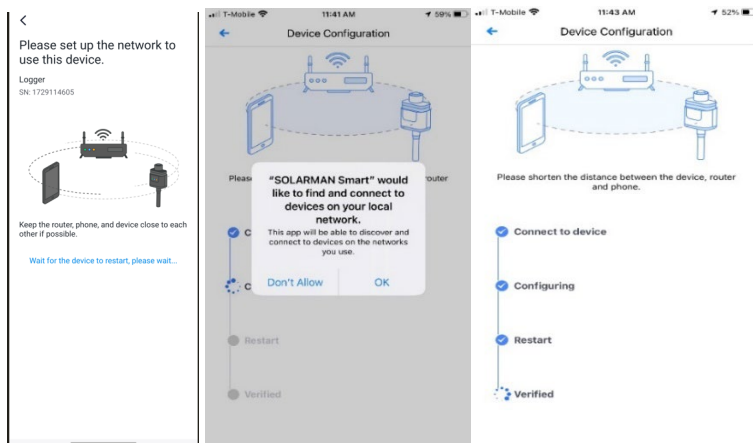 Please set up the network to
use this device.
Logger
SN: 1729114605
Keep the router, phone, and device close to each
other if possible.
Wait for the device to restart, please wait...
T-Mobile
11:41 AM
59%
Device Configuration
Pleas
router
"SOLARMAN Smart" would
like to find and connect to
devices on your local
network.
This app will be able to discover and
connect to devices on the networks
you use.
Don't Allow
OK
C
C
Restart
Verified
T-Mobile
11:43 AM
52%
Device Configuration
Please shorten the distance between the device, router
and phone.
Connect to device
Configuring
Restart
Verified